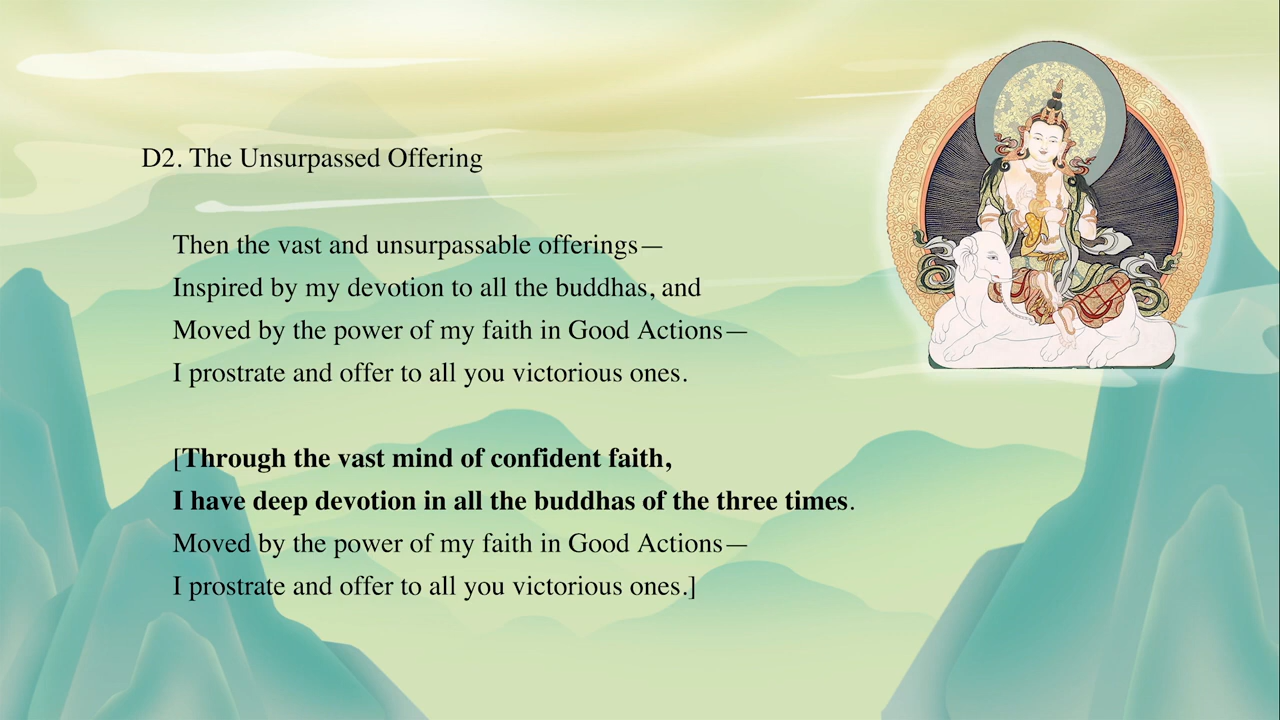 D2. The Unsurpassed Offering
Then the vast and unsurpassable offerings—
Inspired by my devotion to all the buddhas, and
Moved by the power of my faith in Good Actions—
I prostrate and offer to all you victorious ones.
[Through the vast mind of confident faith,
I have deep devotion in all the buddhas of the three times.
Moved by the power of my faith in Good Actions—
I prostrate and offer to all you victorious ones.]